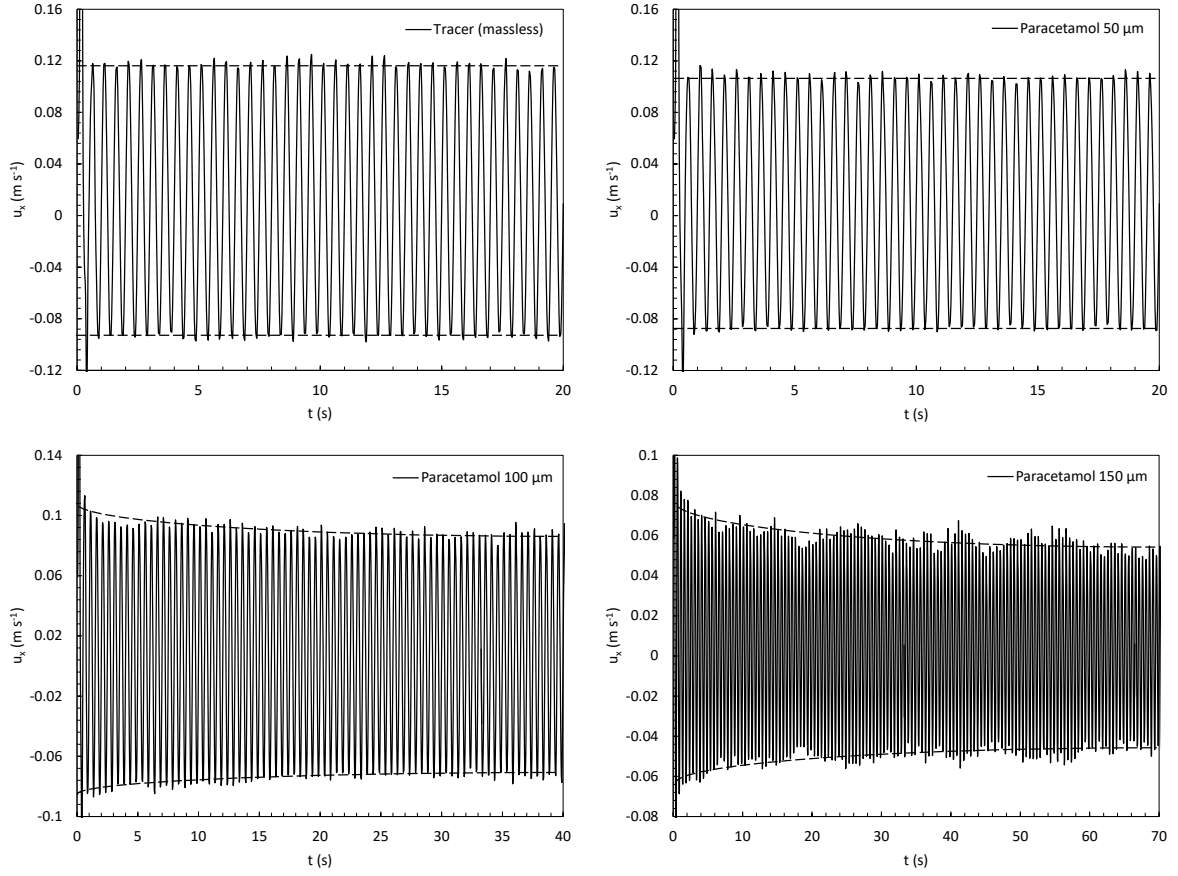 Tracer (massless)
0.16
0.12
0.08
0.04
0
-0.04
-0.08
-0.12
uₓ (m s⁻¹)
0 5 10 15 20
t (s)
Paracetamol 50 µm
0.16
0.12
0.08
0.04
0
-0.04
-0.08
-0.12
uₓ (m s⁻¹)
0 5 10 15 20
t (s)
Paracetamol 100 µm
0.14
0.1
0.06
0.02
-0.02
-0.06
-0.1
uₓ (m s⁻¹)
0 5 10 15 20 25 30 35 40
t (s)
Paracetamol 150 µm
0.1
0.08
0.06
0.04
0.02
0
-0.02
-0.04
-0.06
-0.08
uₓ (m s⁻¹)
0 10 20 30 40 50 60 70
t (s)